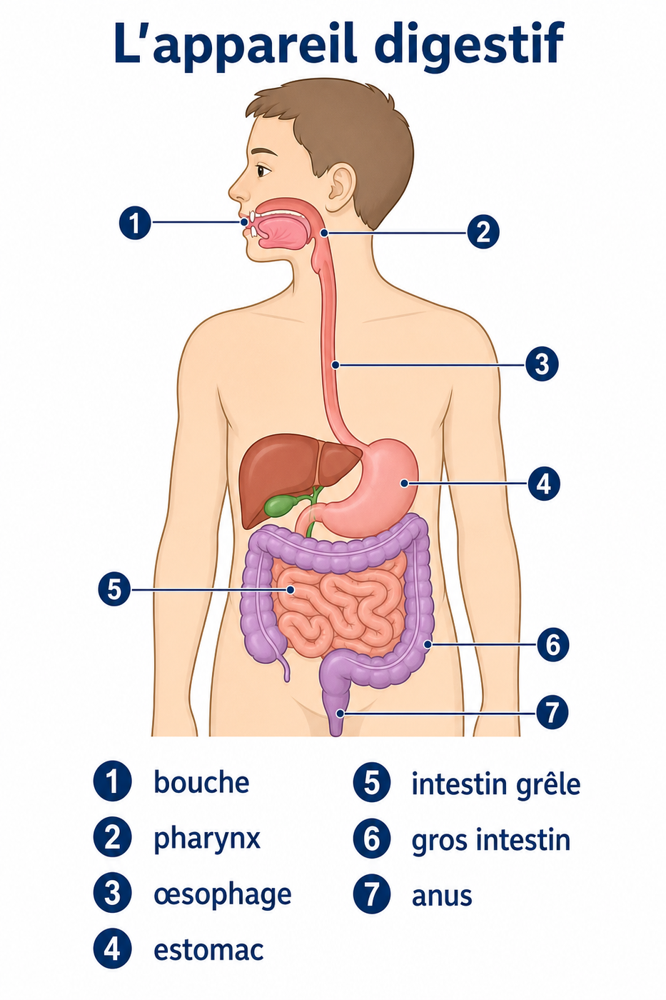 L'appareil digestif
1
2
3
4
5
6
7
1 bouche
2 pharynx
3 œsophage
4 estomac
5 intestin grêle
6 gros intestin
7 anus